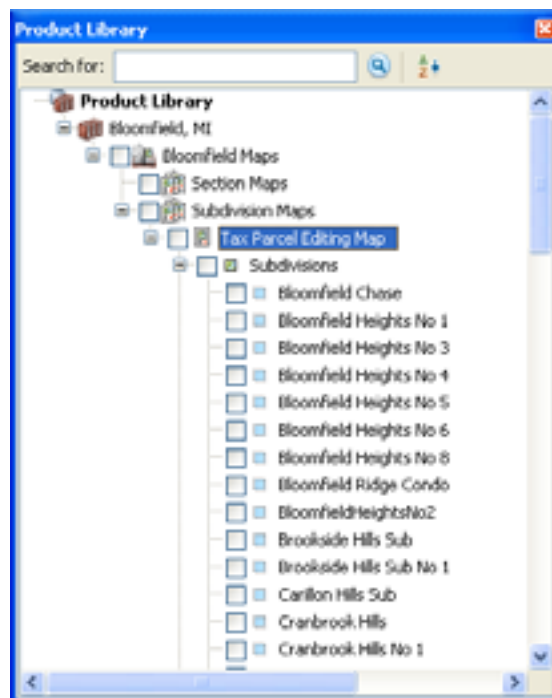 Product Library
Search for:
Product Library
Bloomfield, MI
Bloomfield Maps
Section Maps
Subdivision Maps
Tax Parcel Editing Map
Subdivisions
Bloomfield Chase
Bloomfield Heights No 1
Bloomfield Heights No 3
Bloomfield Heights No 4
Bloomfield Heights No 5
Bloomfield Heights No 6
Bloomfield Heights No 8
Bloomfield Ridge Condo
BloomfieldHeightsNo2
Brookside Hills Sub
Brookside Hills Sub No 1
Carillon Hills Sub
Cranbrook Hills
Cranbrook Hills No 1